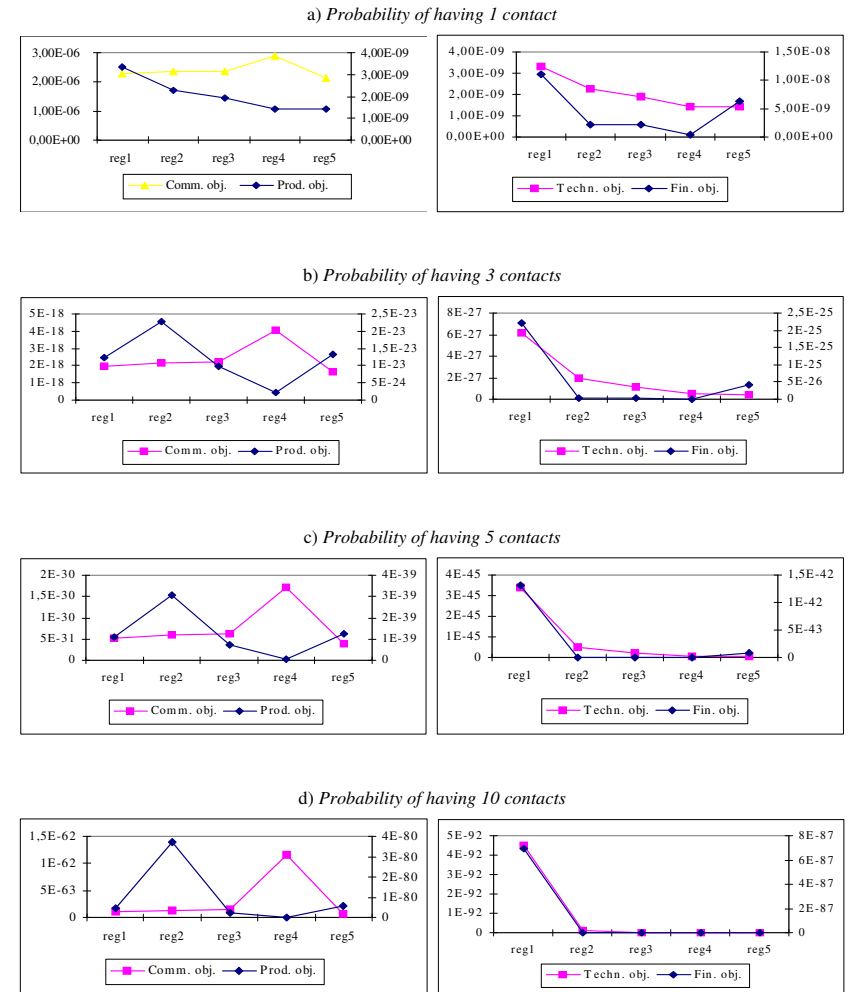 a) Probability of having 1 contact
3,00E-06
2,00E-06
1,00E-06
0,00E+00
4,00E-09
3,00E-09
2,00E-09
1,00E-09
0,00E+00
reg1 reg2 reg3 reg4 reg5
Comm. obj. Prod. obj.
4,00E-09
3,00E-09
2,00E-09
1,00E-09
0,00E+00
1,50E-08
1,00E-08
5,00E-09
0,00E+00
reg1 reg2 reg3 reg4 reg5
Techn. obj. Fin. obj.
b) Probability of having 3 contacts
5E-18
4E-18
3E-18
2E-18
1E-18
0
2,5E-23
2E-23
1,5E-23
1E-23
5E-24
0
reg1 reg2 reg3 reg4 reg5
Comm. obj. Prod. obj.
8E-27
6E-27
4E-27
2E-27
0
2,5E-25
2E-25
1,5E-25
1E-25
5E-26
0
reg1 reg2 reg3 reg4 reg5
Techn. obj. Fin. obj.
c) Probability of having 5 contacts
2E-30
1,5E-30
1E-30
5E-31
0
4E-39
3E-39
2E-39
1E-39
0
reg1 reg2 reg3 reg4 reg5
Comm. obj. Prod. obj.
4E-45
3E-45
2E-45
1E-45
0
1,5E-42
1E-42
5E-43
0
reg1 reg2 reg3 reg4 reg5
Techn. obj. Fin. obj.
d) Probability of having 10 contacts
1,5E-62
1E-62
5E-63
0
4E-80
3E-80
2E-80
1E-80
0
reg1 reg2 reg3 reg4 reg5
Comm. obj. Prod. obj.
5E-92
4E-92
3E-92
2E-92
1E-92
0
8E-87
6E-87
4E-87
2E-87
0
reg1 reg2 reg3 reg4 reg5
Techn. obj. Fin. obj.